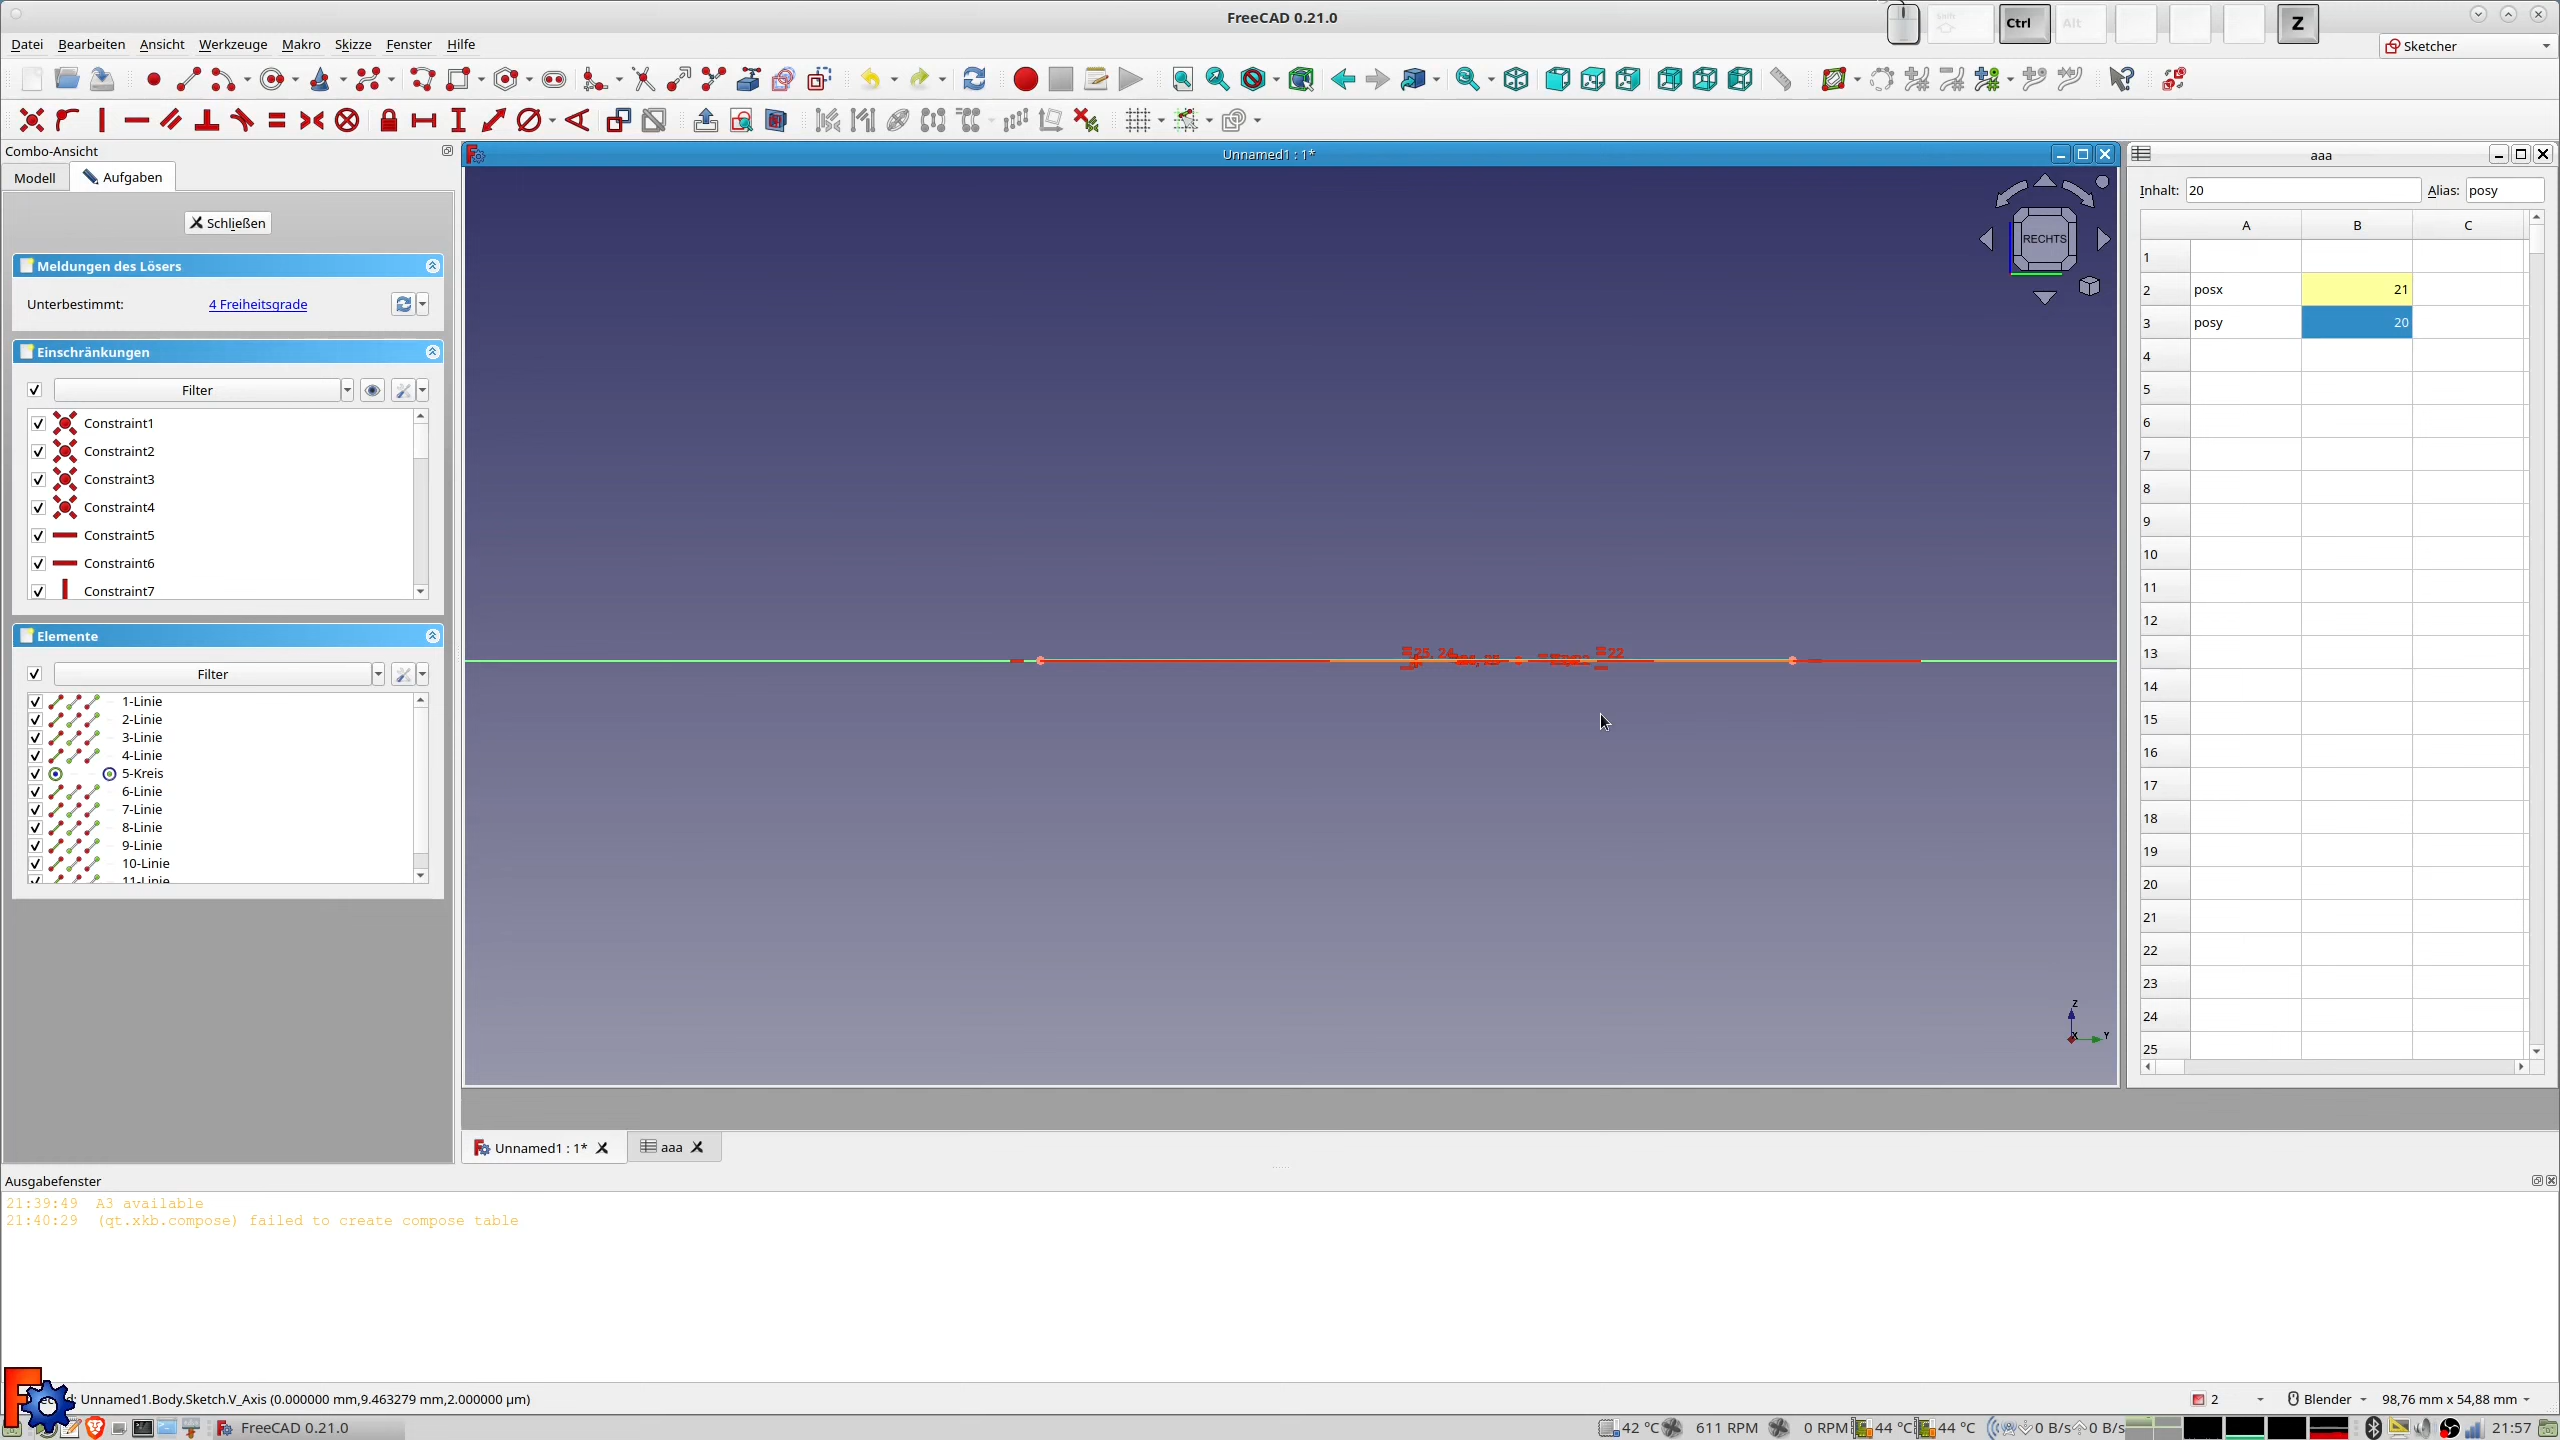 FreeCAD 0.21.0
Shift Ctrl Alt Z
Datei Bearbeiten Ansicht Werkzeuge Makro Skizze Fenster Hilfe
Sketcher
Combo-Ansicht
Modell Aufgaben
Schließen
Meldungen des Lösers
Unterbestimmt: 4 Freiheitsgrade
Einschränkungen
Filter
Constraint1
Constraint2
Constraint3
Constraint4
Constraint5
Constraint6
Constraint7
Elemente
Filter
1-Linie
2-Linie
3-Linie
4-Linie
5-Kreis
6-Linie
7-Linie
8-Linie
9-Linie
10-Linie
11-Linie
Unnamed1 : 1*
RECHTS
25, 24
22
Z
X
Y
aaa
Inhalt: 20 Alias: posy
A B C
1
2 posx 21
3 posy 20
4
5
6
7
8
9
10
11
12
13
14
15
16
17
18
19
20
21
22
23
24
25
Unnamed1 : 1* aaa
Ausgabefenster
21:39:49 A3 available
21:40:29 (qt.xkb.compose) failed to create compose table
Unnamed1.Body.Sketch.V_Axis (0.000000 mm,9.463279 mm,2.000000 µm)
2 Blender 98,76 mm x 54,88 mm
FreeCAD 0.21.0
42 °C 611 RPM 0 RPM 44 °C 44 °C 0 B/s 0 B/s 21:57